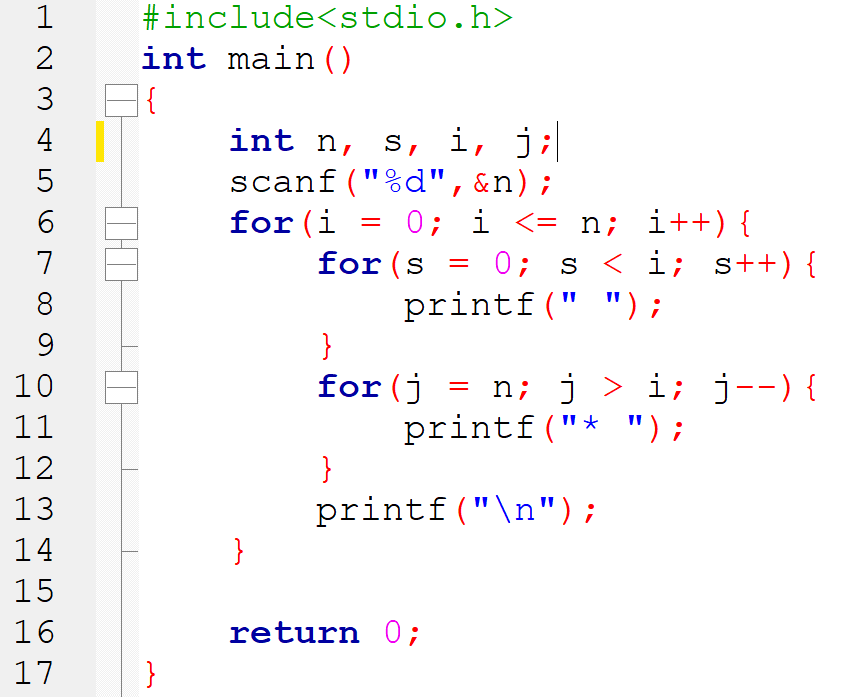 1 #include<stdio.h>
2 int main()
3 {
4     int n, s, i, j;
5     scanf("%d",&n);
6     for(i = 0; i <= n; i++){
7         for(s = 0; s < i; s++){
8             printf(" ");
9         }
10         for(j = n; j > i; j--){
11             printf("* ");
12         }
13         printf("\n");
14     }
15
16     return 0;
17 }